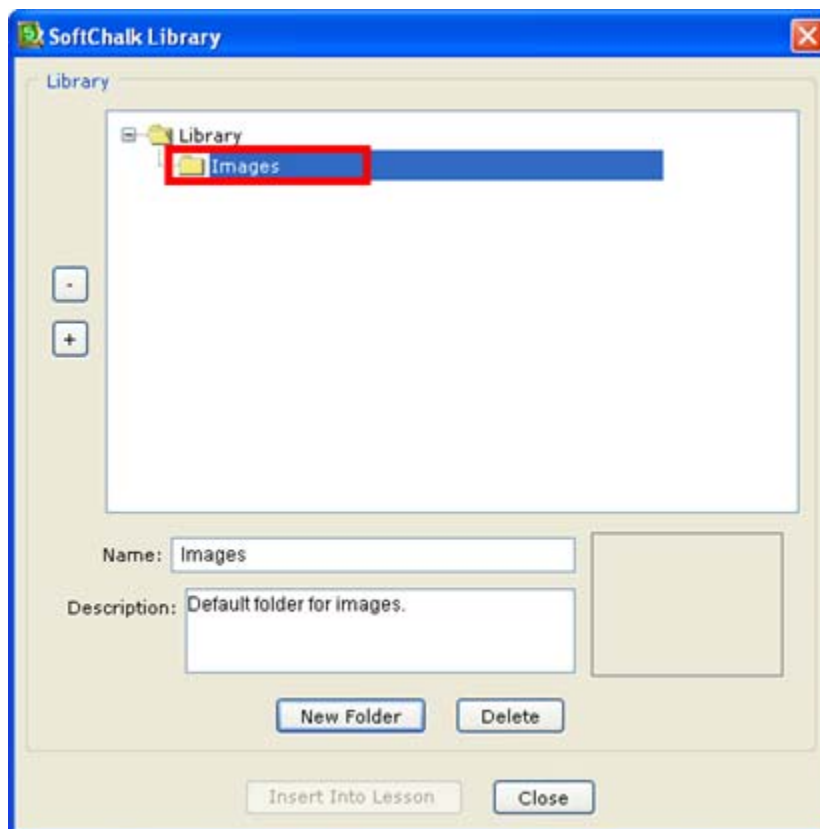 SoftChalk Library
Library
Library
Images
-
+
Name: Images
Description: Default folder for images.
New Folder Delete
Insert Into Lesson Close